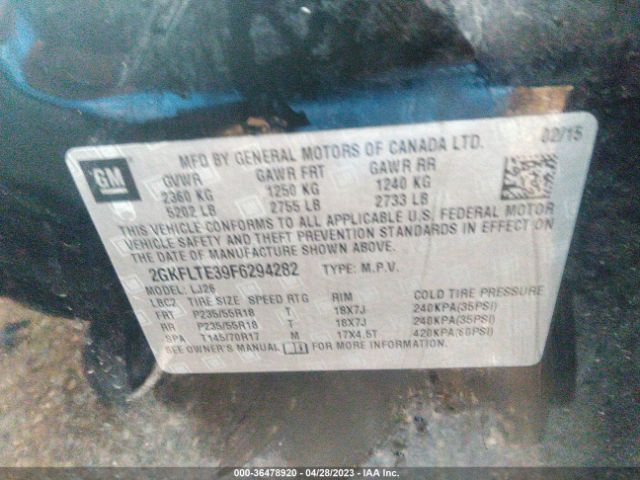 MFD BY GENERAL MOTORS OF CANADA LTD. 02/15
GM
GVWR GAWR FRT GAWR RR
2360 KG 1250 KG 1240 KG
5202 LB 2755 LB 2733 LB
THIS VEHICLE CONFORMS TO ALL APPLICABLE U.S. FEDERAL MOTOR
VEHICLE SAFETY AND THEFT PREVENTION STANDARDS IN EFFECT ON
THE DATE OF MANUFACTURE SHOWN ABOVE.
2GKFLTE39F6294282 TYPE: M.P.V.
MODEL: LJ26
LBC2 TIRE SIZE SPEED RTG RIM COLD TIRE PRESSURE
FRT P235/55R18 T 18X7J 240KPA(35PSI)
RR P235/55R18 T 18X7J 240KPA(35PSI)
SPA T145/70R17 M 17X4.5T 420KPA(60PSI)
SEE OWNER'S MANUAL FOR MORE INFORMATION.
000-36478920 - 04/28/2023 - IAA Inc.